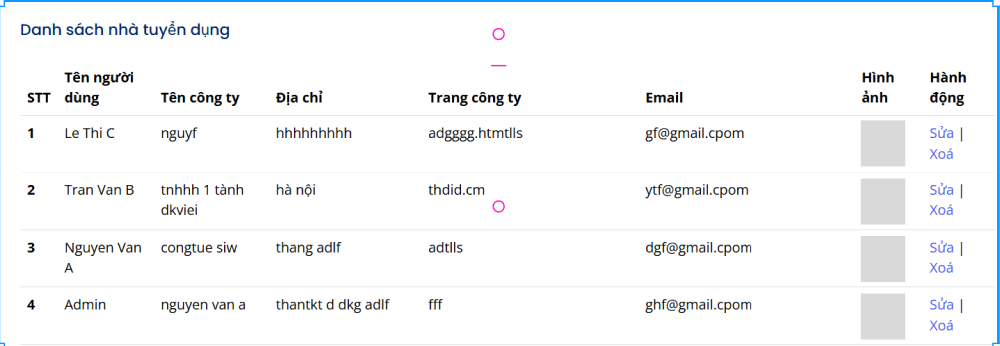 Danh sách nhà tuyển dụng
STT Tên người dùng Tên công ty Địa chỉ Trang công ty Email Hình ảnh Hành động
1 Le Thi C nguyf hhhhhhhhh adgggg.htmtlls gf@gmail.cpom Sửa | Xoá
2 Tran Van B tnhhh 1 tành dkviei hà nội thdid.cm ytf@gmail.cpom Sửa | Xoá
3 Nguyen Van A congtue siw thang adlf adtlls dgf@gmail.cpom Sửa | Xoá
4 Admin nguyen van a thantkt d dkg adlf fff ghf@gmail.cpom Sửa | Xoá